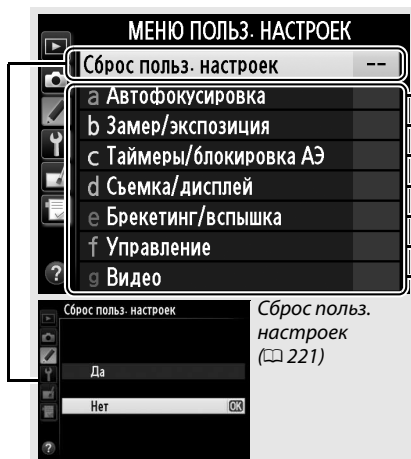 МЕНЮ ПОЛЬЗ. НАСТРОЕК
Сброс польз. настроек --
a Автофокусировка
b Замер/экспозиция
c Таймеры/блокировка АЭ
d Съемка/дисплей
e Брекетинг/вспышка
f Управление
g Видео
?
Сброс польз. настроек
Да
Нет OK
?
Сброс польз.
настроек
(221)